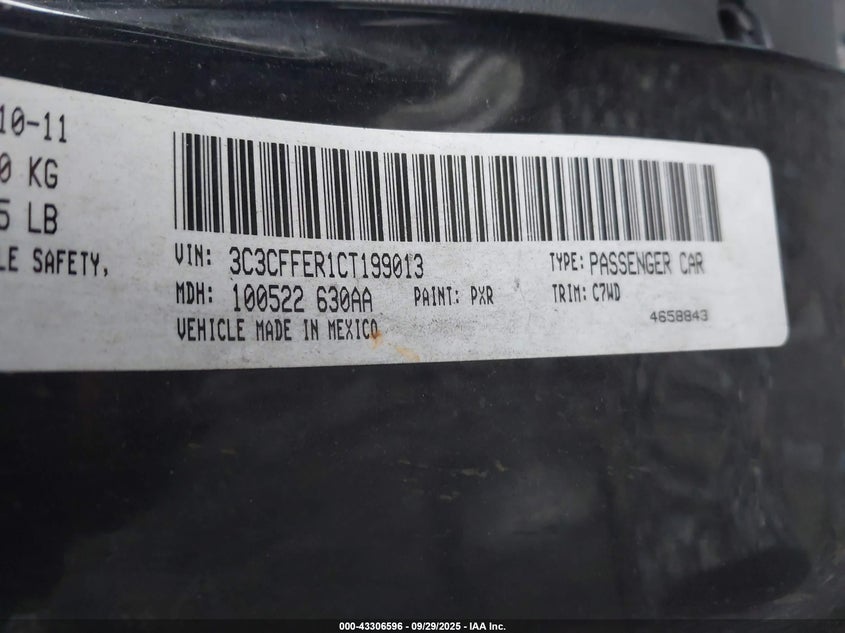 10-11
0 KG
5 LB
LE SAFETY,
VIN: 3C3CFFER1CT199013 TYPE: PASSENGER CAR
MDH: 100522 630AA PAINT: PXR TRIM: C7WD
VEHICLE MADE IN MEXICO 4658843
000-43306596 - 09/29/2025 - IAA Inc.